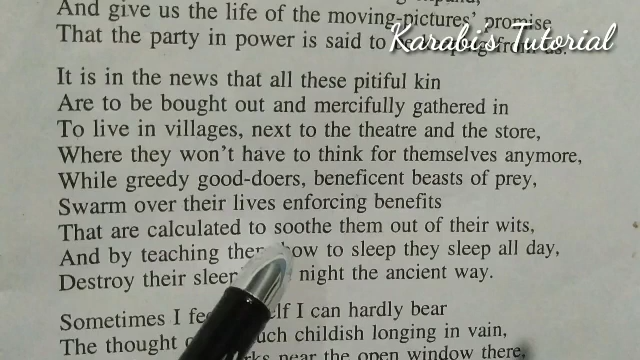 And give us the life of the moving-pictures' promise
That the party in power is said to from us.
Karabi's Tutorial
It is in the news that all these pitiful kin
Are to be bought out and mercifully gathered in
To live in villages, next to the theatre and the store,
Where they won't have to think for themselves anymore,
While greedy good-doers, beneficent beasts of prey,
Swarm over their lives enforcing benefits
That are calculated to soothe them out of their wits,
And by teaching them how to sleep they sleep all day,
Destroy their sleep night the ancient way.
Sometimes I feel I can hardly bear
The thought such childish longing in vain,
near the open window there,